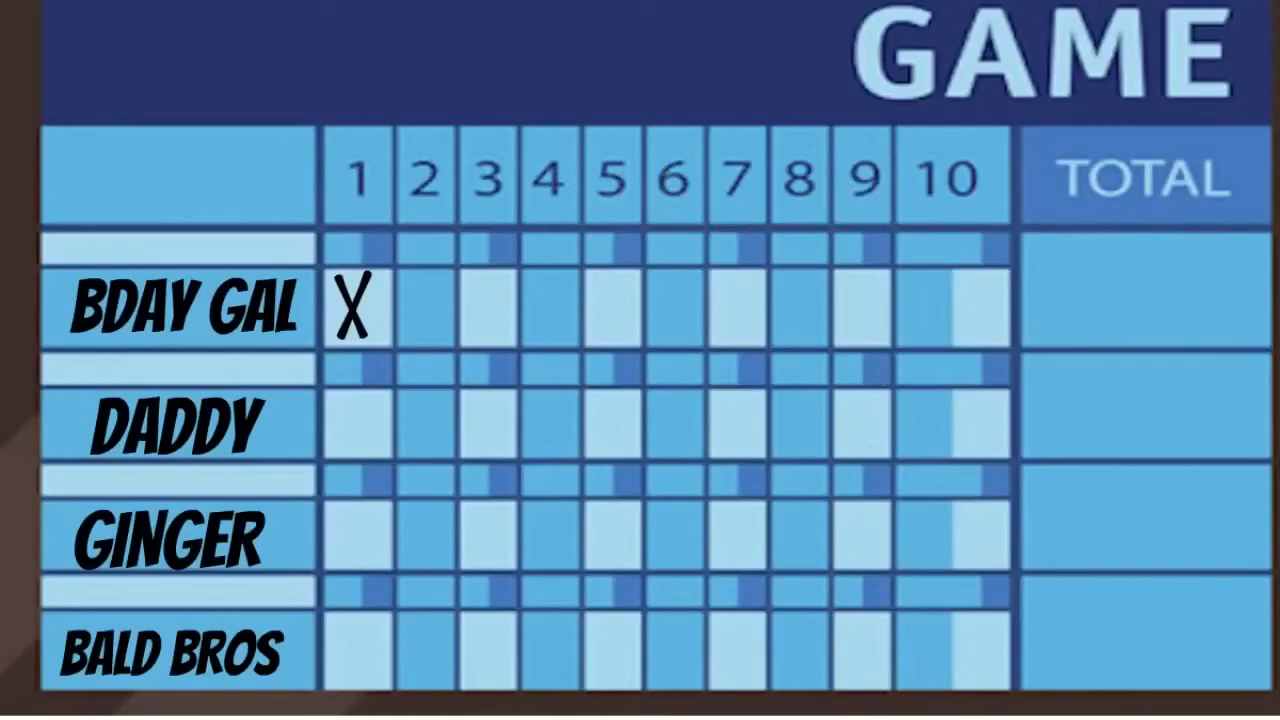 GAME
1 2 3 4 5 6 7 8 9 10 TOTAL
BDAY GAL X
DADDY
GINGER
BALD BROS